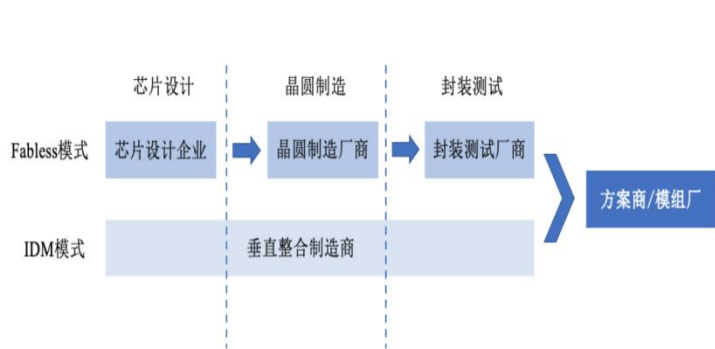 芯片设计
晶圆制造
封装测试
Fabless模式
芯片设计企业
晶圆制造厂商
封装测试厂商
方案商/模组厂
IDM模式
垂直整合制造商